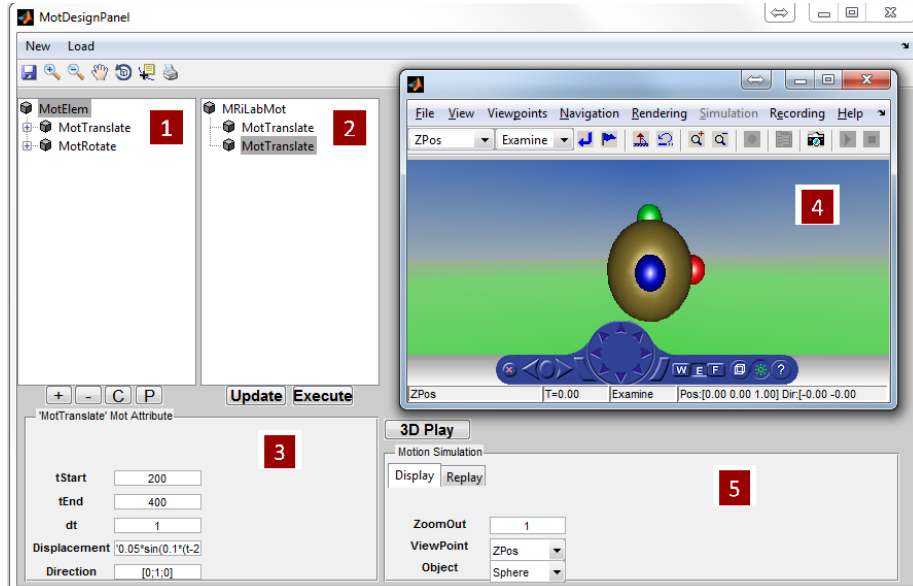 MotDesignPanel
New Load
MotElem
MotTranslate
MotRotate
1
MRiLabMot
MotTranslate
MotTranslate
2
File View Viewpoints Navigation Rendering Simulation Recording Help
ZPos Examine
4
W E F ?
ZPos T=0.00 Examine Pos:[0.00 0.00 1.00] Dir:[-0.00 -0.00
+ - C P
Update Execute
'MotTranslate' Mot Attribute
3
tStart 200
tEnd 400
dt 1
Displacement '0.05*sin(0.1*(t-2
Direction [0;1;0]
3D Play
Motion Simulation
Display Replay
5
ZoomOut 1
ViewPoint ZPos
Object Sphere